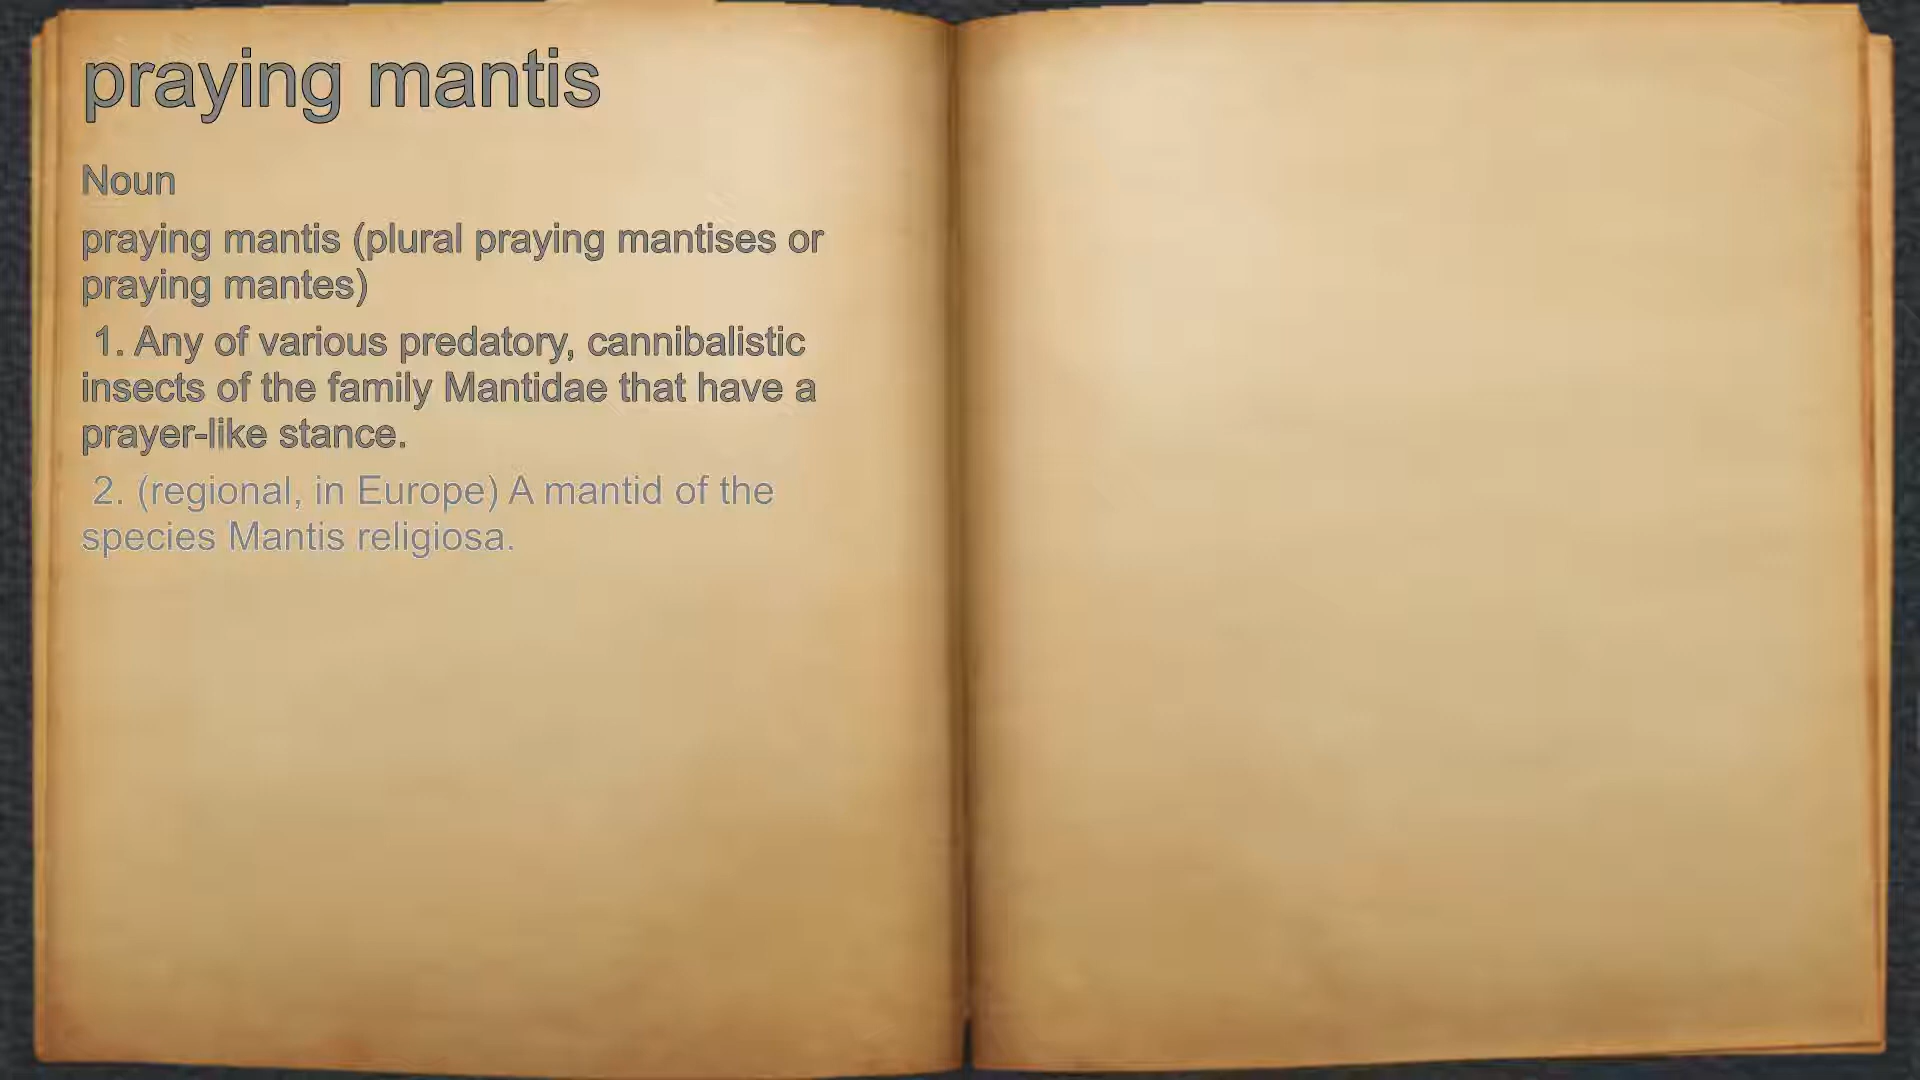 praying mantis
Noun
praying mantis (plural praying mantises or
praying mantes)
1. Any of various predatory, cannibalistic
insects of the family Mantidae that have a
prayer-like stance.
2. (regional, in Europe) A mantid of the
species Mantis religiosa.